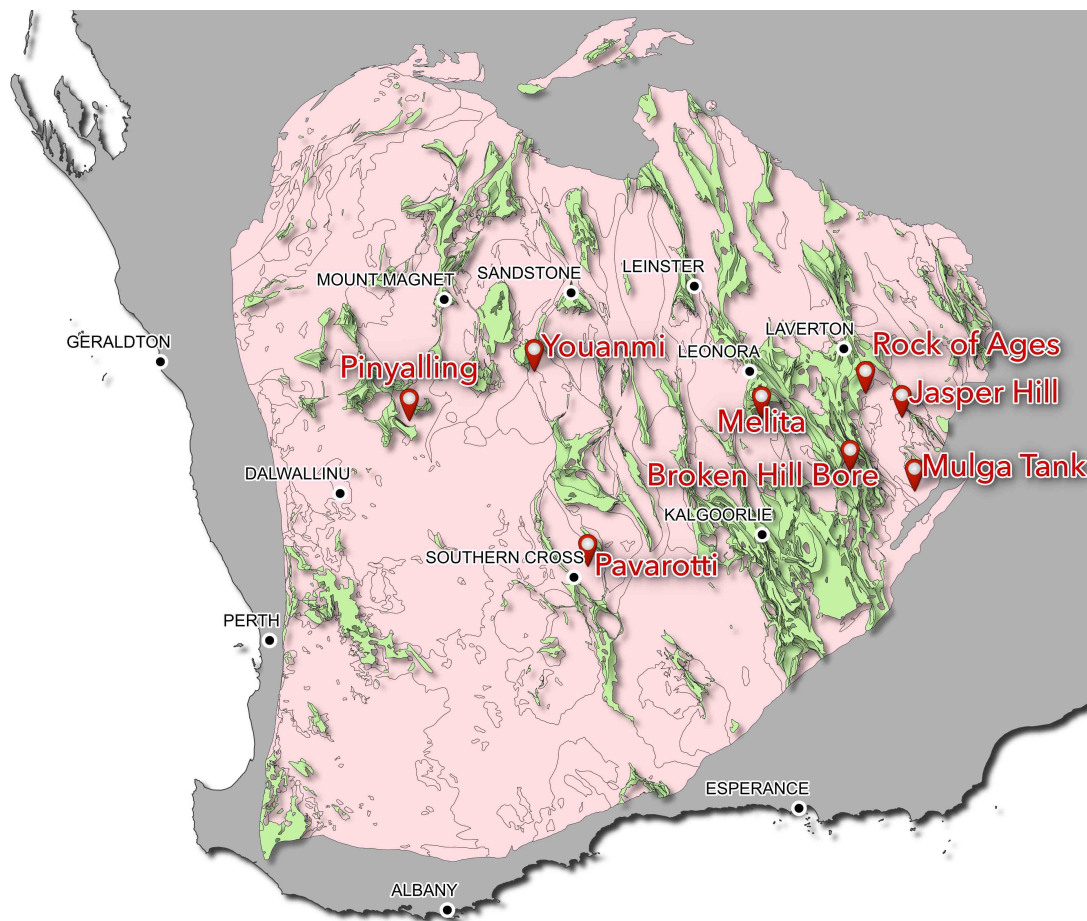 SANDSTONE
LEINSTER
MOUNT MAGNET
GERALDTON
LAVERTON
Youanmi
Rock of Ages
LEONORA
Pinyalling
Jasper Hill
Melita
Mulga Tank
DALWALLINU
Broken Hill Bore
KALGOORLIE
SOUTHERN CROSS
Pavarotti
PERTH
ESPERANCE
ALBANY